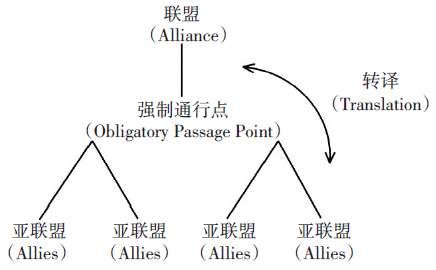 联盟
(Alliance)
转译
(Translation)
强制通行点
(Obligatory Passage Point)
亚联盟 亚联盟 亚联盟 亚联盟
(Allies) (Allies) (Allies) (Allies)